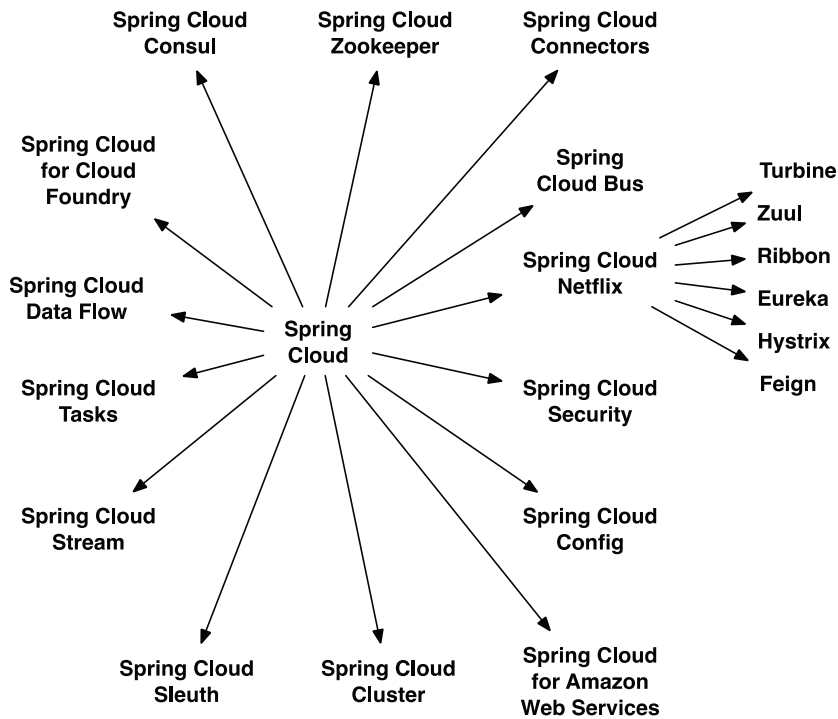 Spring Cloud
Consul
Spring Cloud
Zookeeper
Spring Cloud
Connectors
Spring Cloud
for Cloud
Foundry
Spring
Cloud Bus
Turbine
Zuul
Ribbon
Eureka
Hystrix
Feign
Spring Cloud
Netflix
Spring Cloud
Data Flow
Spring
Cloud
Spring Cloud
Tasks
Spring Cloud
Security
Spring Cloud
Stream
Spring Cloud
Config
Spring Cloud
Sleuth
Spring Cloud
Cluster
Spring Cloud
for Amazon
Web Services